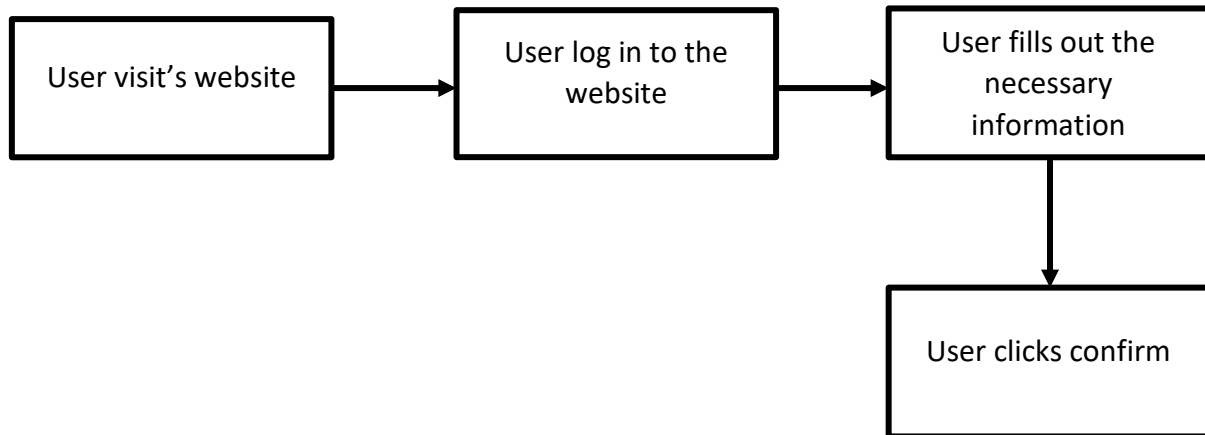 User visit’s website
User log in to the
website
User fills out the
necessary
information
User clicks confirm